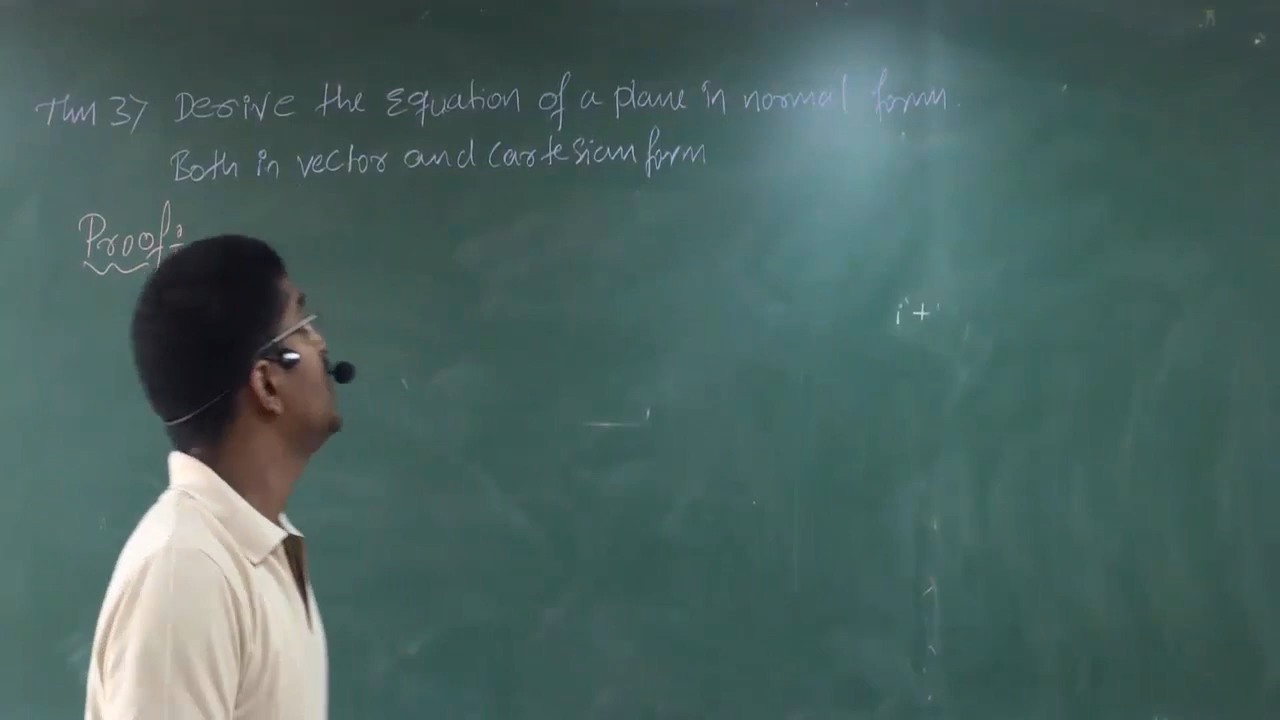 Thm 3> Derive the Equation of a plane in normal form.
Both in vector and cartesian form
Proof:
i +